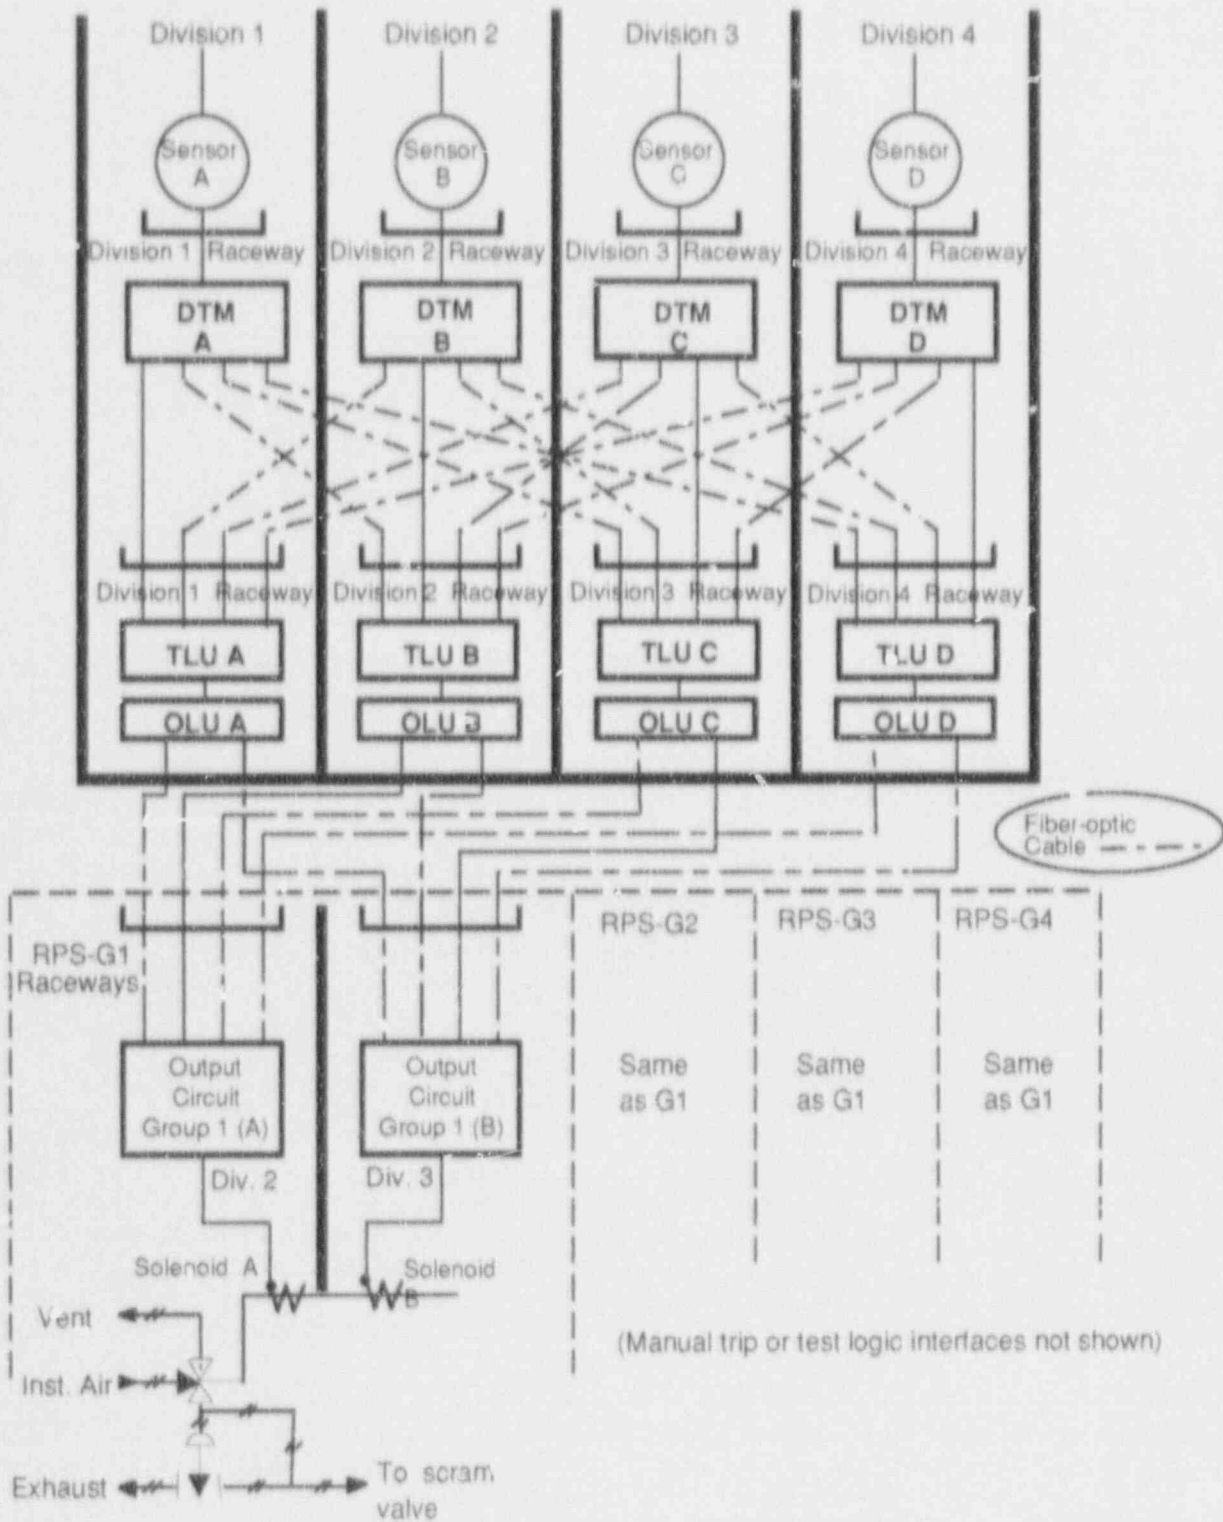 Division 1
Division 2
Division 3
Division 4
Sensor A
Sensor B
Sensor C
Sensor D
Division 1 Raceway
Division 2 Raceway
Division 3 Raceway
Division 4 Raceway
DTM A
DTM B
DTM C
DTM D
Division 1 Raceway
Division 2 Raceway
Division 3 Raceway
Division 4 Raceway
TLU A
TLU B
TLU C
TLU D
OLU A
OLU B
OLU C
OLU D
Fiber-optic
Cable
RPS-G1
Raceways
RPS-G2
RPS-G3
RPS-G4
Output
Circuit
Group 1 (A)
Output
Circuit
Group 1 (B)
Same
as G1
Same
as G1
Same
as G1
Div. 2
Div. 3
Solenoid A
Solenoid
B
Vent
Inst. Air
(Manual trip or test logic interfaces not shown)
Exhaust
To scram
valve